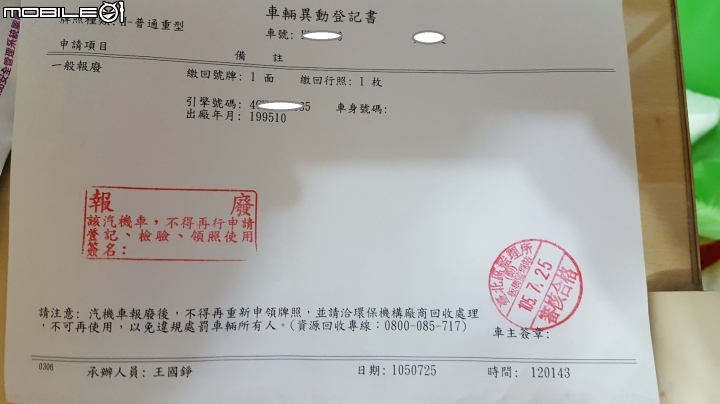 MOBILE01
車輛異動登記書
牌照種類: H-普通重型
車號:
申請項目
備 註
一般報廢
繳回號牌: 1 面 繳回行照: 1 枚
引擎號碼: 4 35 車身號碼:
出廠年月: 199510
報 廢
該汽機車,不得再行申請
登記、檢驗、領照使用
簽名:
臺北區監理所
105.7.25
審核合格
請注意: 汽機車報廢後,不得再重新申領牌照,並請洽環保機構廠商回收處理
,不可再使用,以免違規處罰車輛所有人。(資源回收專線: 0800-085-717)
車主簽章:
0306 承辦人員: 王國錚 日期: 1050725 時間: 120143